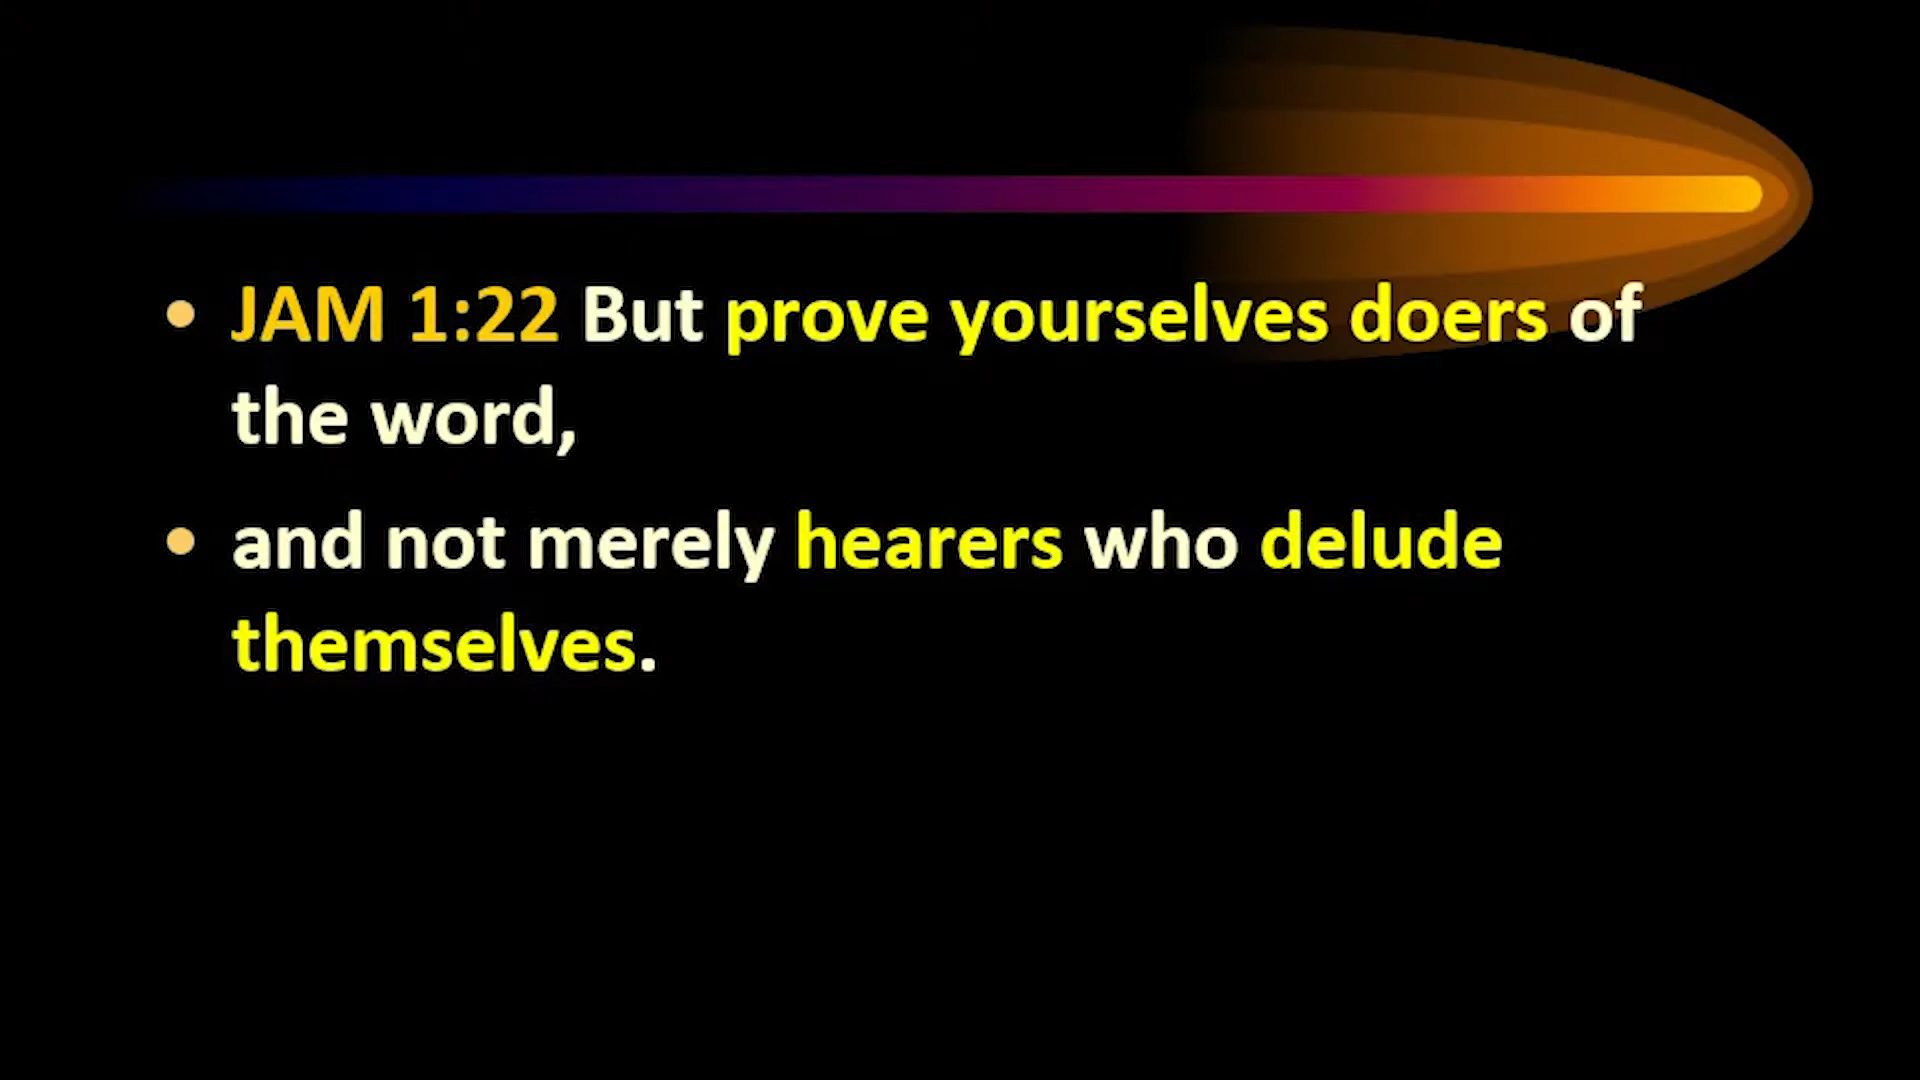 • JAM 1:22 But prove yourselves doers of
the word,
• and not merely hearers who delude
themselves.